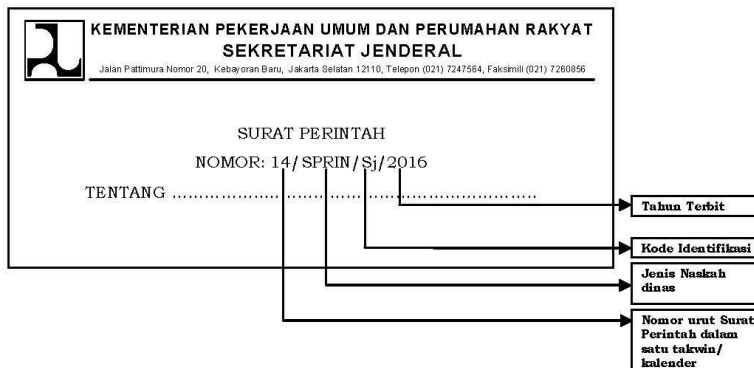 KEMENTERIAN PEKERJAAN UMUM DAN PERUMAHAN RAKYAT
SEKRETARIAT JENDERAL
Jalan Pattimura Nomor 20, Kebayoran Baru, Jakarta Selatan 12110, Telepon (021) 7247564, Faksimili (021) 7260856
SURAT PERINTAH
NOMOR: 14/SPRIN/Sj/2016
TENTANG ....................................................................
Tahun Terbit
Kode Identifikasi
Jenis Naskah
dinas
Nomor urut Surat
Perintah dalam
satu takwin/
kalender